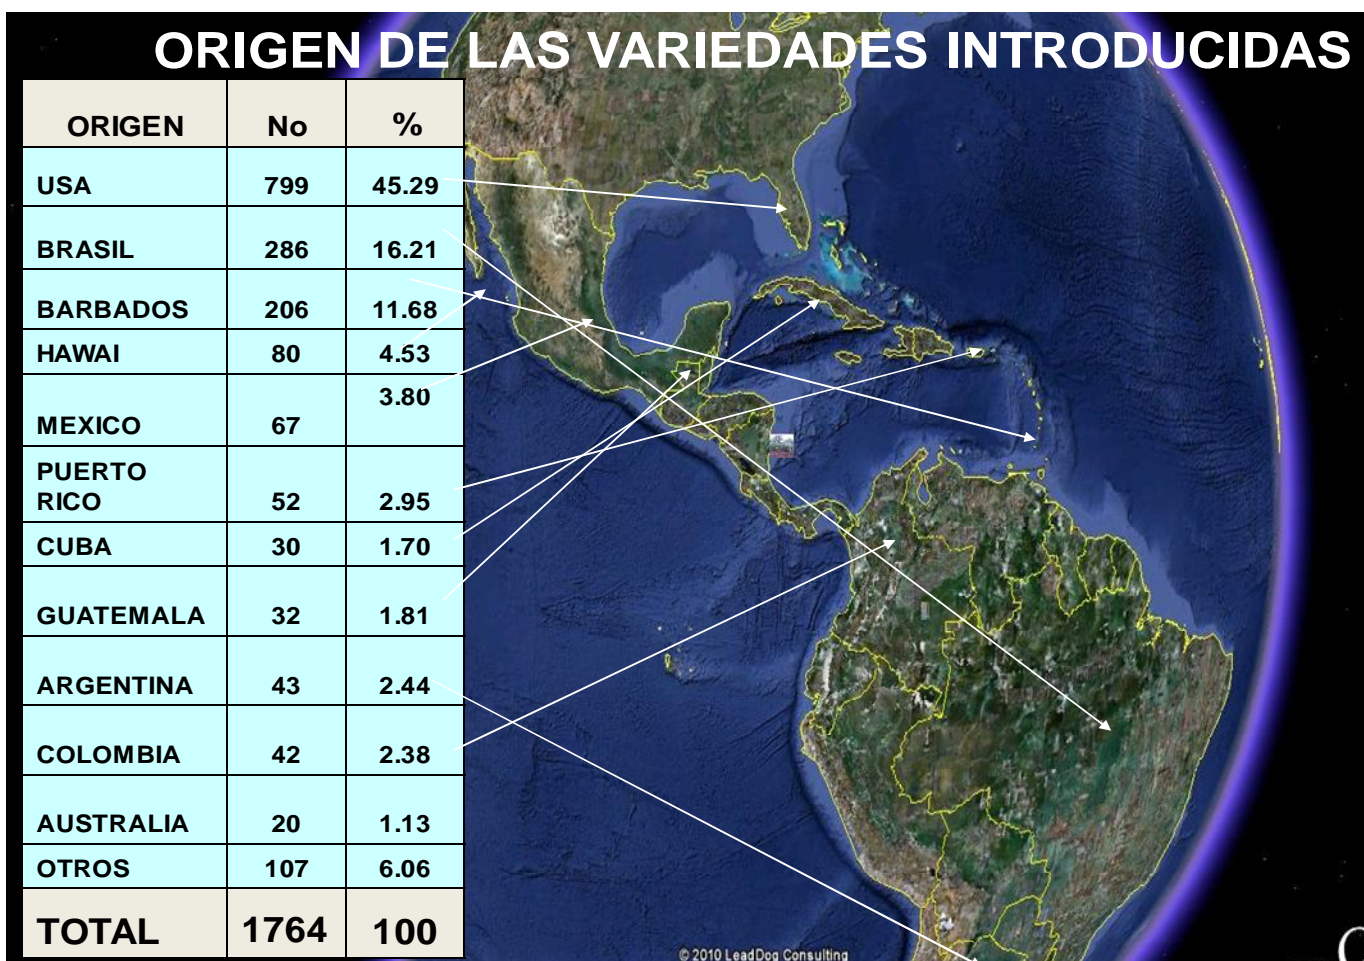 ORIGEN DE LAS VARIEDADES INTRODUCIDAS
ORIGEN No %
USA 799 45.29
BRASIL 286 16.21
BARBADOS 206 11.68
HAWAI 80 4.53
MEXICO 67 3.80
PUERTO
RICO 52 2.95
CUBA 30 1.70
GUATEMALA 32 1.81
ARGENTINA 43 2.44
COLOMBIA 42 2.38
AUSTRALIA 20 1.13
OTROS 107 6.06
TOTAL 1764 100
© 2010 LeadDog Consulting